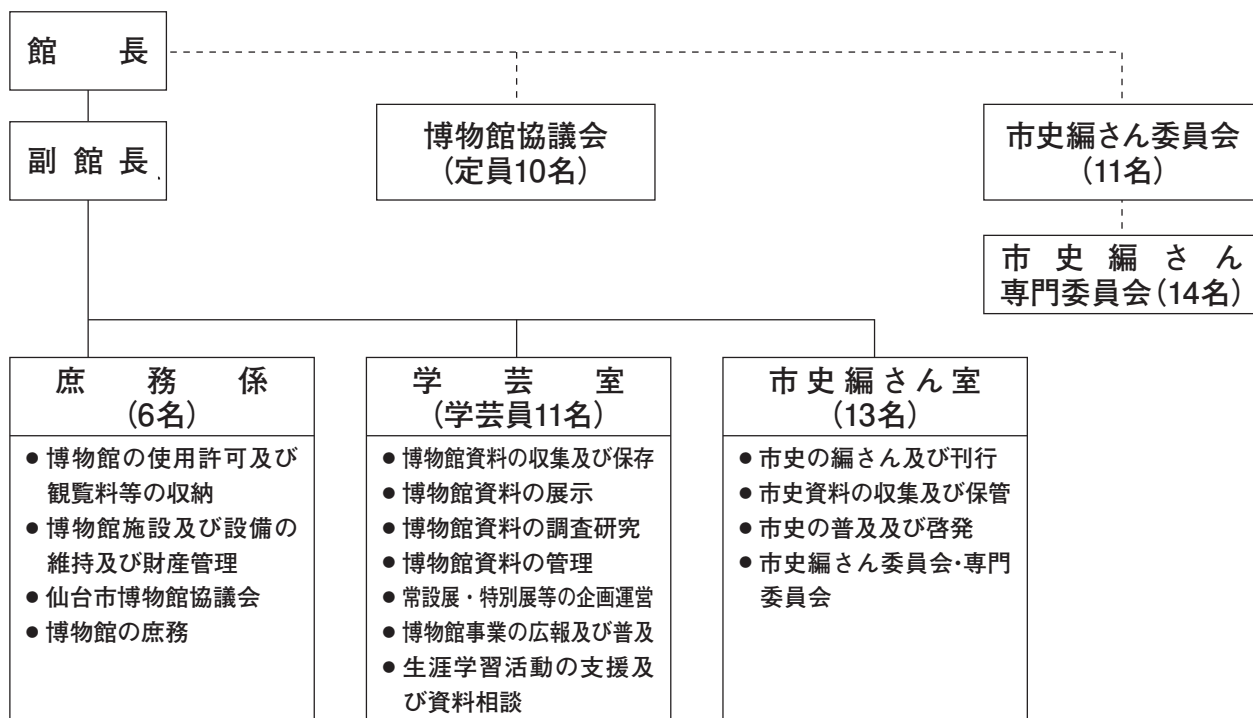 館長
副館長
博物館協議会
(定員10名)
市史編さん委員会
(11名)
市史編さん
専門委員会(14名)
庶務係
(6名)
● 博物館の使用許可及び
観覧料等の収納
● 博物館施設及び設備の
維持及び財産管理
● 仙台市博物館協議会
● 博物館の庶務
学芸室
(学芸員11名)
● 博物館資料の収集及び保存
● 博物館資料の展示
● 博物館資料の調査研究
● 博物館資料の管理
● 常設展・特別展等の企画運営
● 博物館事業の広報及び普及
● 生涯学習活動の支援及
び資料相談
市史編さん室
(13名)
● 市史の編さん及び刊行
● 市史資料の収集及び保管
● 市史の普及及び啓発
● 市史編さん委員会・専門
委員会